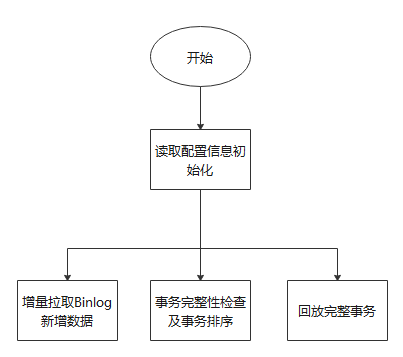 开始
读取配置信息初
始化
增量拉取Binlog
新增数据
事务完整性检查
及事务排序
回放完整事务